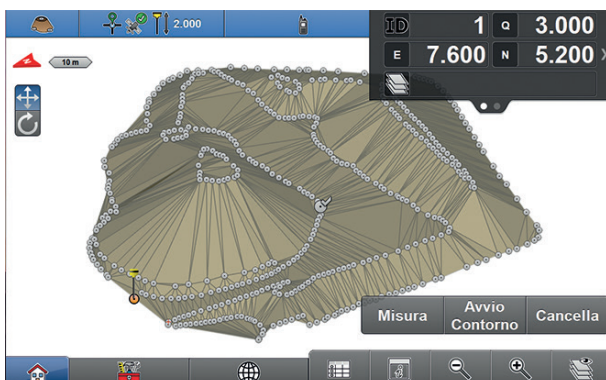 2.000
ID 1 Q 3.000
E 7.600 N 5.200
10 m
Misura
Avvio
Contorno
Cancella